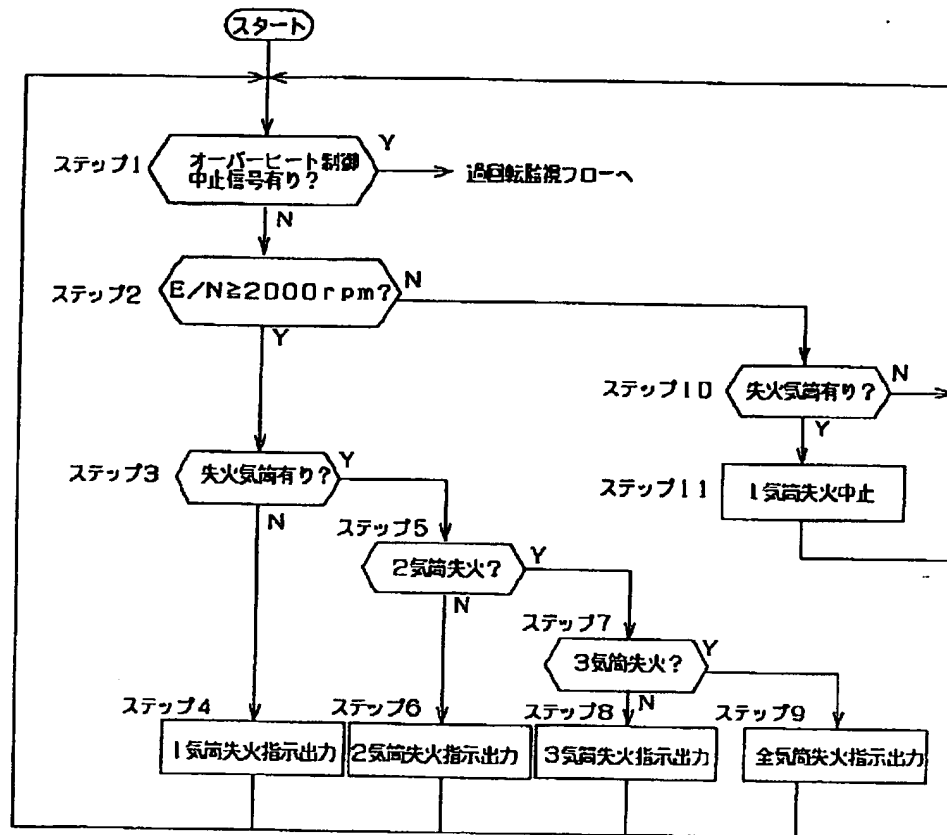 スタート
ステップ1
オーバーヒート制御
中止信号有り?
Y
過回転監視フローへ
N
ステップ2
E/N≧2000rpm?
N
Y
ステップ10
失火気筒有り?
N
Y
ステップ3
失火気筒有り?
Y
N
ステップ11
1気筒失火中止
ステップ5
2気筒失火?
Y
N
ステップ7
3気筒失火?
Y
N
ステップ4
1気筒失火指示出力
ステップ6
2気筒失火指示出力
ステップ8
3気筒失火指示出力
ステップ9
全気筒失火指示出力